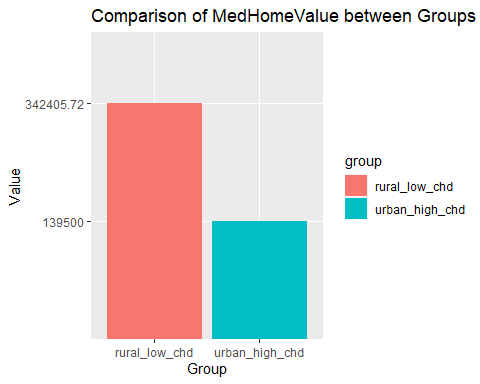 Comparison of MedHomeValue between Groups
342405.72
139500
Value
rural_low_chd
urban_high_chd
Group
group
rural_low_chd
urban_high_chd